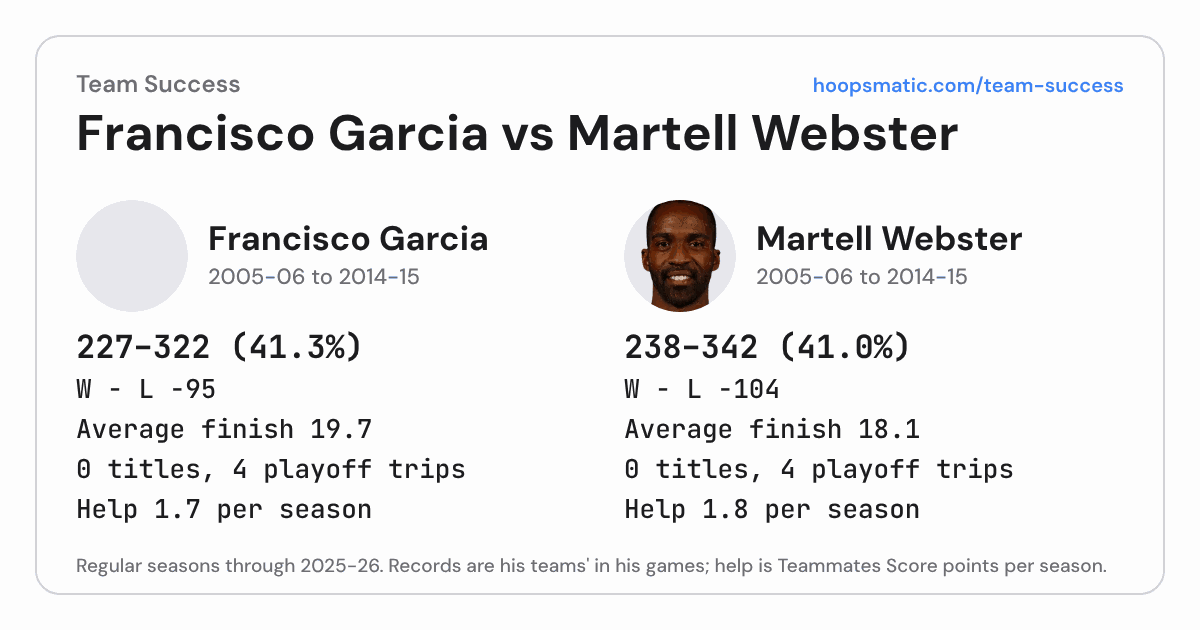 Team Success
hoopsmatic.com/team-success
Francisco Garcia vs Martell Webster
Francisco Garcia
2005-06 to 2014-15
227-322 (41.3%)
W - L -95
Average finish 19.7
0 titles, 4 playoff trips
Help 1.7 per season
Martell Webster
2005-06 to 2014-15
238-342 (41.0%)
W - L -104
Average finish 18.1
0 titles, 4 playoff trips
Help 1.8 per season
Regular seasons through 2025-26. Records are his teams' in his games; help is Teammates Score points per season.